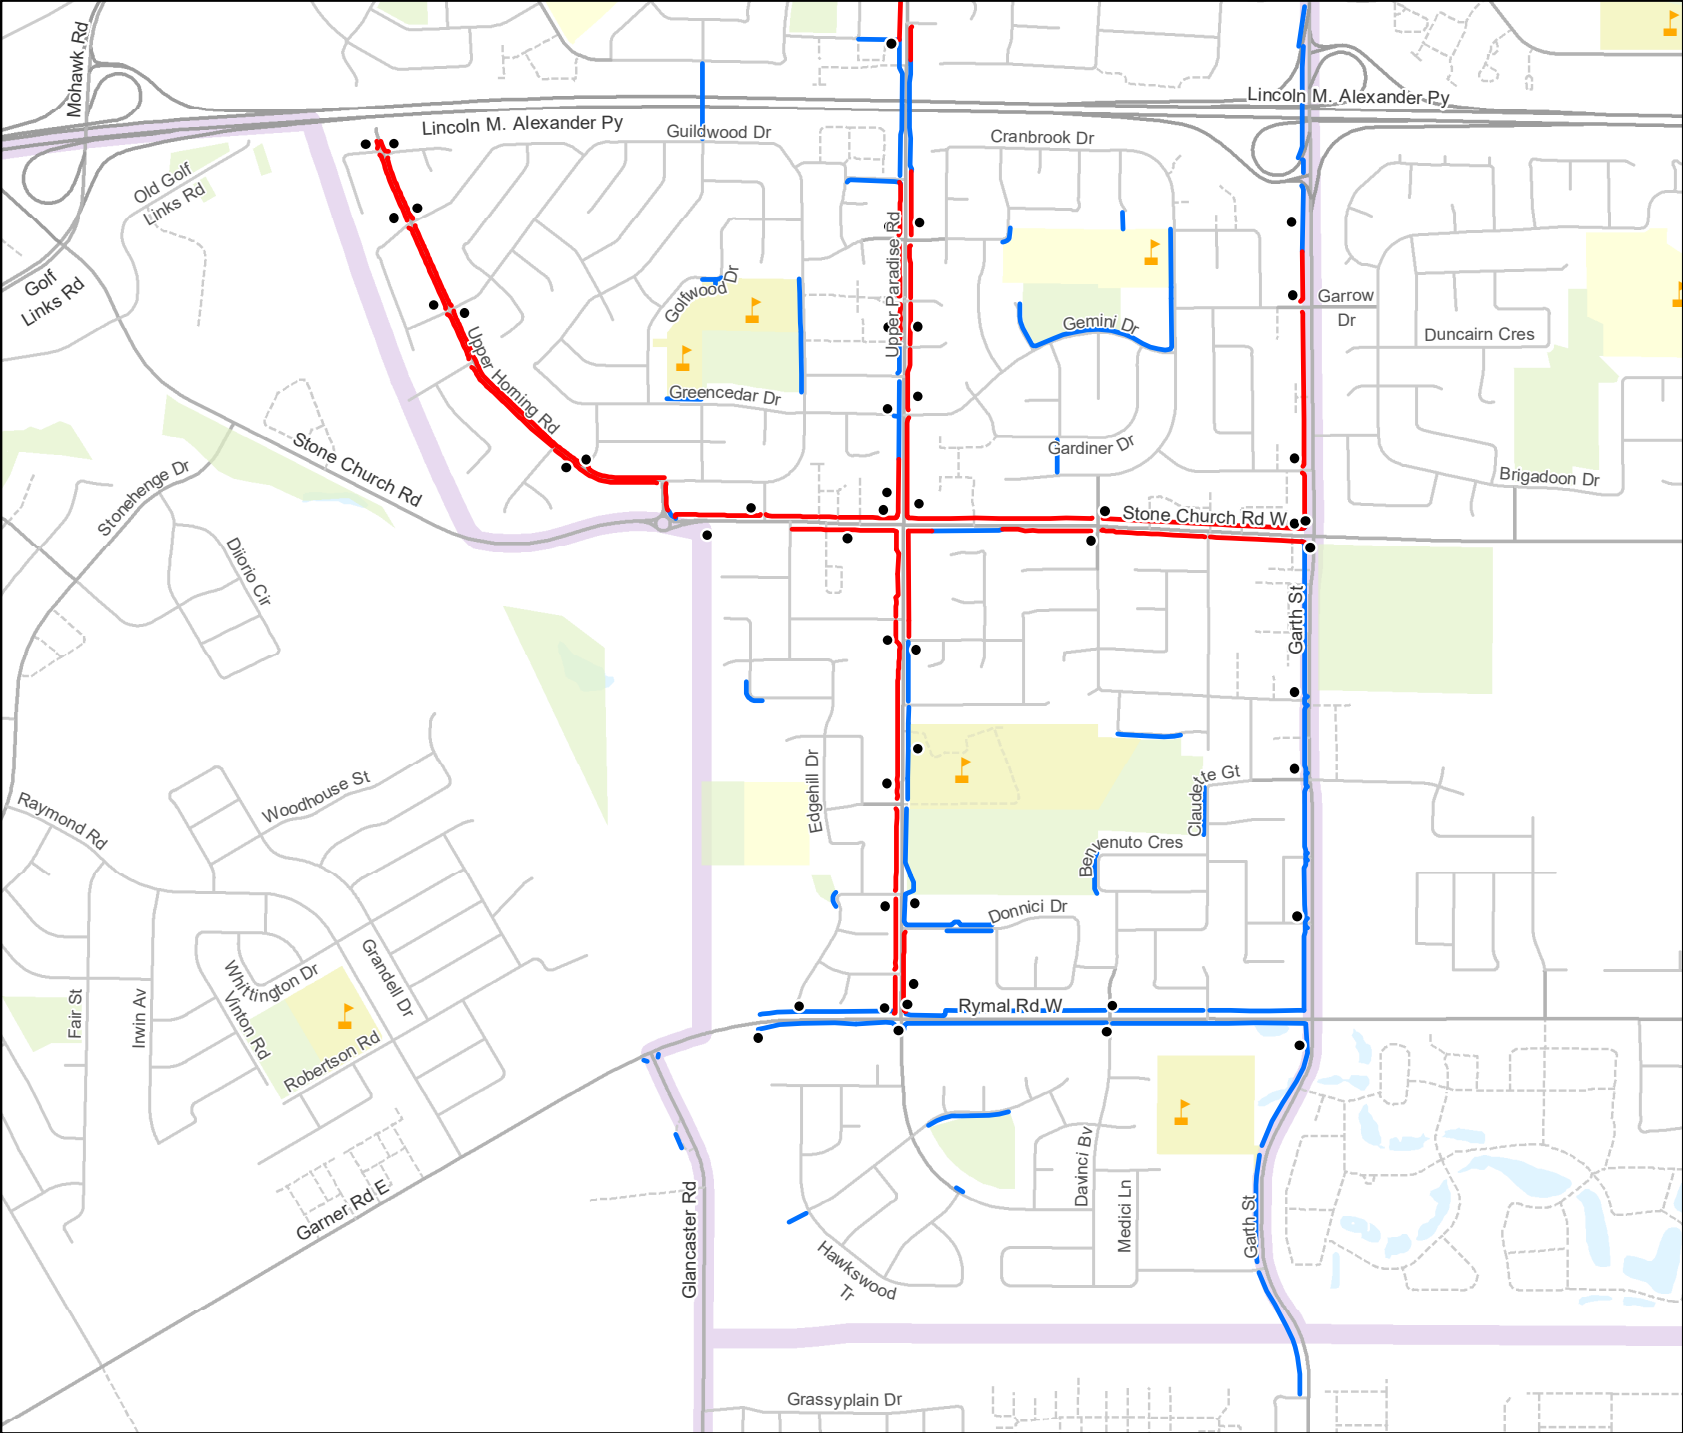 Mohawk Rd
Lincoln M. Alexander Py
Lincoln M. Alexander Py
Guildwood Dr
Cranbrook Dr
Old Golf
Links Rd
Golf
Links Rd
Upper Paradise Rd
Golfwood Dr
Garrow
Dr
Duncairn Cres
Gemini Dr
Upper Horning Rd
Greencedar Dr
Gardiner Dr
Stone Church Rd
Stonehenge Dr
Brigadoon Dr
Stone Church Rd W
Diiorio Cir
Garth St
Edgehill Dr
Woodhouse St
Raymond Rd
Claudette Gt
Benvenuto Cres
Donnici Dr
Grandell Dr
Whittington Dr
Vinton Rd
Fair St
Irwin Av
Robertson Rd
Rymal Rd W
Garner Rd E
Glancaster Rd
Davinci Bv
Medici Ln
Garth St
Hawkswood
Tr
Grassyplain Dr